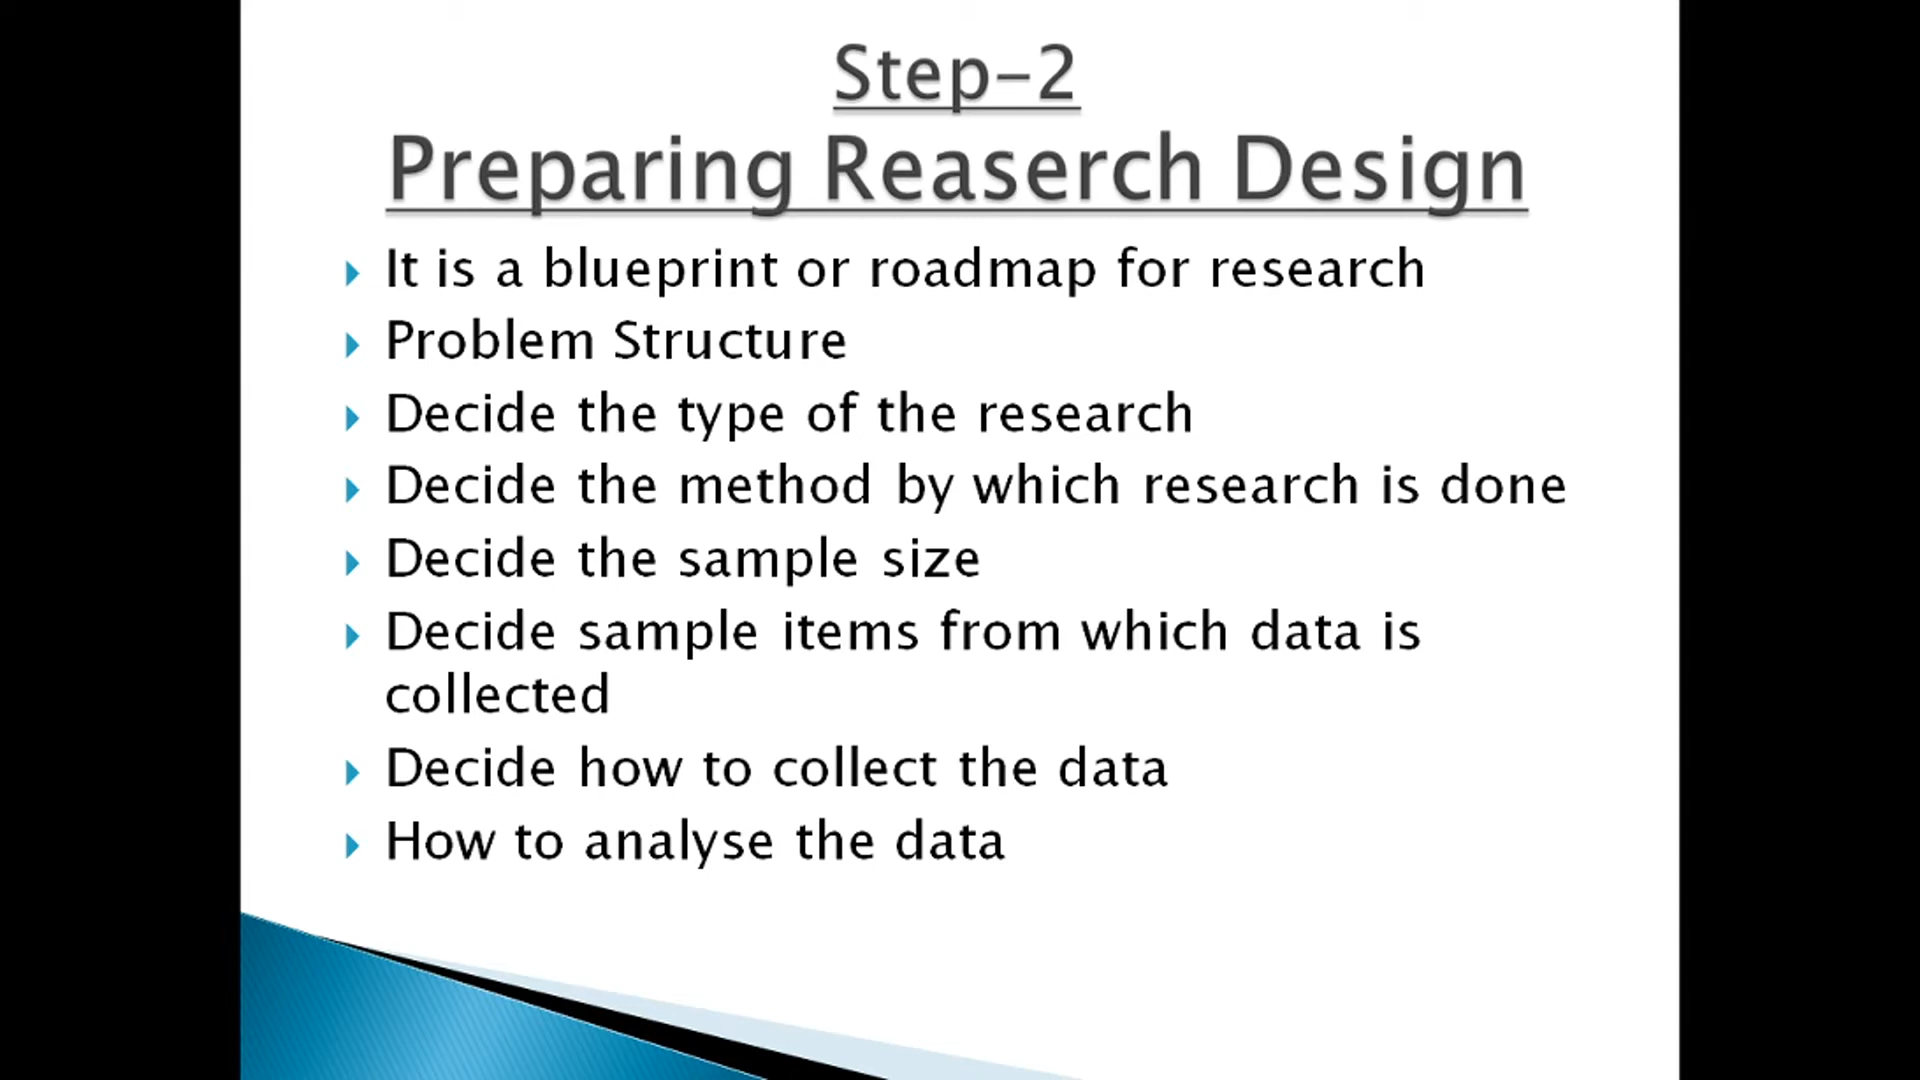 Step-2
Preparing Reaserch Design
It is a blueprint or roadmap for research
Problem Structure
Decide the type of the research
Decide the method by which research is done
Decide the sample size
Decide sample items from which data is
collected
Decide how to collect the data
How to analyse the data